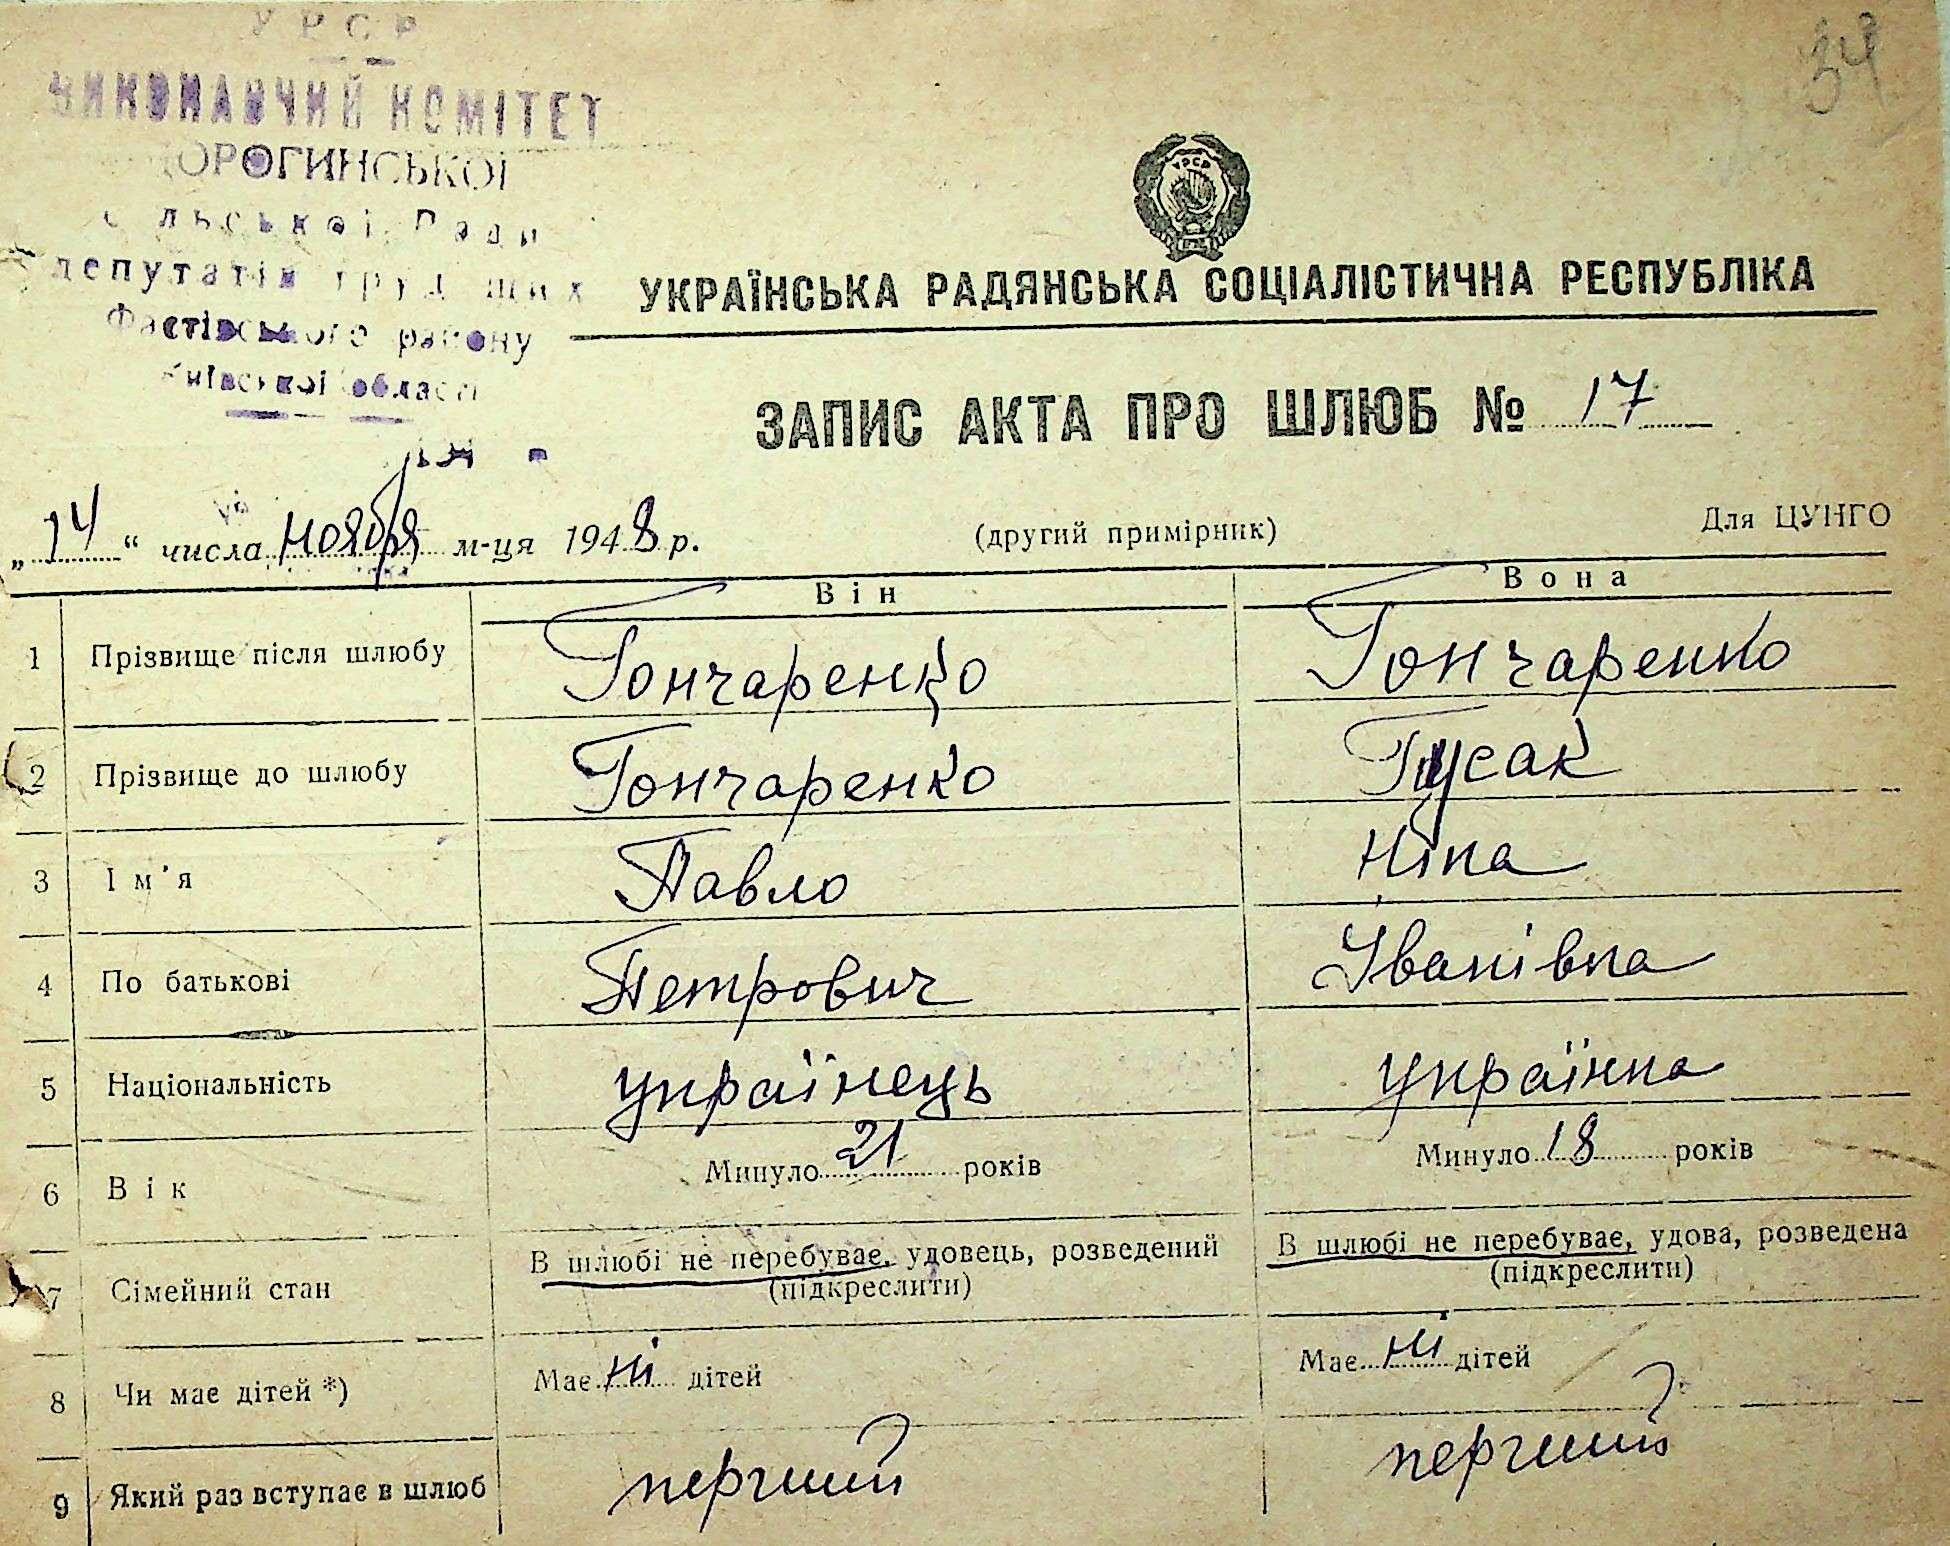 УРСР
ВИКОНАВЧИЙ КОМІТЕТ
ДОРОГИНСЬКОЇ
сільської Ради
депутатів трудящих
Фастівського району
Київської області
34
УКРАЇНСЬКА РАДЯНСЬКА СОЦІАЛІСТИЧНА РЕСПУБЛІКА
ЗАПИС АКТА ПРО ШЛЮБ № 17
„14“ числа ноября м-ця 1948 р.
(другий примірник)
Для ЦУНГО
Він Вона
1 Прізвище після шлюбу Гончаренко Гончаренко
2 Прізвище до шлюбу Гончаренко Гусак
3 Ім’я Павло Ніна
4 По батькові Петрович Іванівна
5 Національність українець українка
6 Вік Минуло 21 років Минуло 18 років
7 Сімейний стан В шлюбі не перебуває, удовець, розведений В шлюбі не перебуває, удова, розведена
(підкреслити) (підкреслити)
8 Чи має дітей *) Має ні дітей Має ні дітей
9 Який раз вступає в шлюб перчий перчий